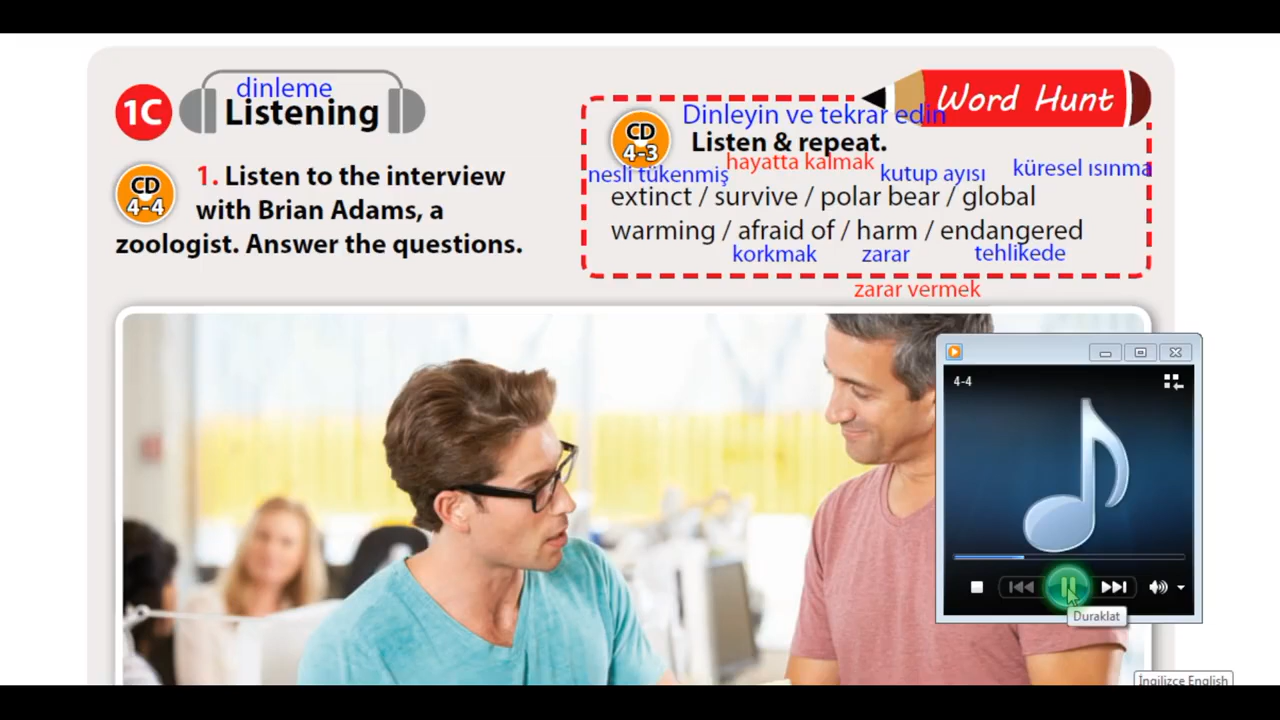 1C
dinleme
Listening
CD
4-4
1. Listen to the interview
with Brian Adams, a
zoologist. Answer the questions.
Word Hunt
CD
4-3
Dinleyin ve tekrar edin
Listen & repeat.
nesli tükenmiş hayatta kalmak kutup ayısı küresel ısınma
extinct / survive / polar bear / global
warming / afraid of / harm / endangered
korkmak zarar tehlikede
zarar vermek
4-4
Duraklat
İngilizce English